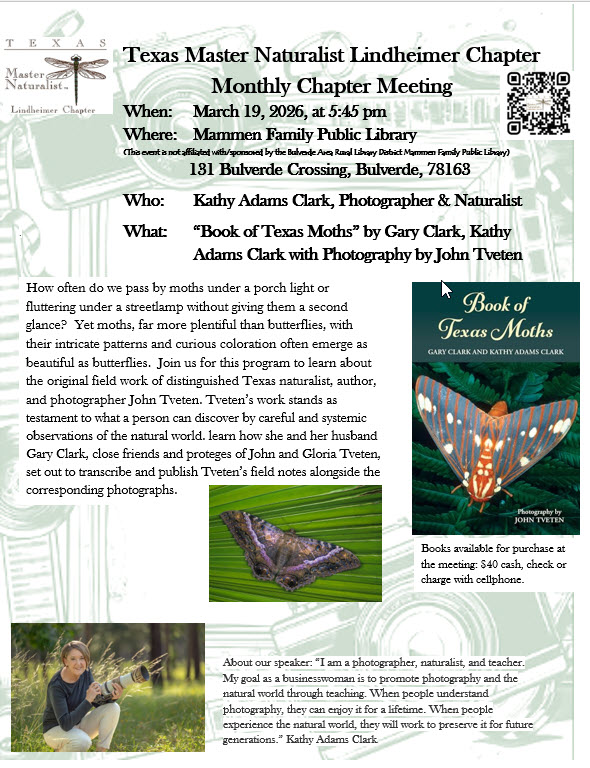 TEXAS
Master
Naturalist™
Lindheimer Chapter
Texas Master Naturalist Lindheimer Chapter
Monthly Chapter Meeting
When: March 19, 2026, at 5:45 pm
Where: Mammen Family Public Library
(This event is not affiliated with/sponsored by the Bulverde Area Rural Library District Mammen Family Public Library)
131 Bulverde Crossing, Bulverde, 78163
Who: Kathy Adams Clark, Photographer & Naturalist
What: “Book of Texas Moths” by Gary Clark, Kathy
Adams Clark with Photography by John Tveten
How often do we pass by moths under a porch light or
fluttering under a streetlamp without giving them a second
glance? Yet moths, far more plentiful than butterflies, with
their intricate patterns and curious coloration often emerge as
beautiful as butterflies. Join us for this program to learn about
the original field work of distinguished Texas naturalist, author,
and photographer John Tveten. Tveten’s work stands as
testament to what a person can discover by careful and systemic
observations of the natural world. learn how she and her husband
Gary Clark, close friends and proteges of John and Gloria Tveten,
set out to transcribe and publish Tveten’s field notes alongside the
corresponding photographs.
Book of
Texas Moths
GARY CLARK AND KATHY ADAMS CLARK
Photography by
JOHN TVETEN
Books available for purchase at
the meeting: $40 cash, check or
charge with cellphone.
About our speaker: “I am a photographer, naturalist, and teacher.
My goal as a businesswoman is to promote photography and the
natural world through teaching. When people understand
photography, they can enjoy it for a lifetime. When people
experience the natural world, they will work to preserve it for future
generations.” Kathy Adams Clark